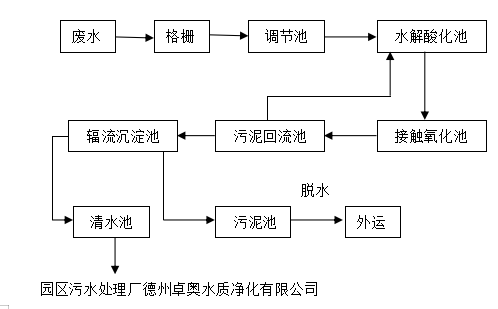 废水
格栅
调节池
水解酸化池
辐流沉淀池
污泥回流池
接触氧化池
脱水
清水池
污泥池
外运
园区污水处理厂德州卓奥水质净化有限公司